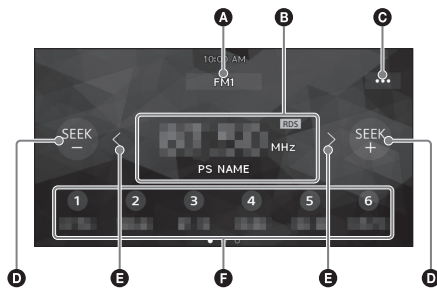 A B C
10:00 AM
FM1
RDS
SEEK
−
MHz
SEEK
+
PS NAME
1 2 3 4 5 6
D E F E D